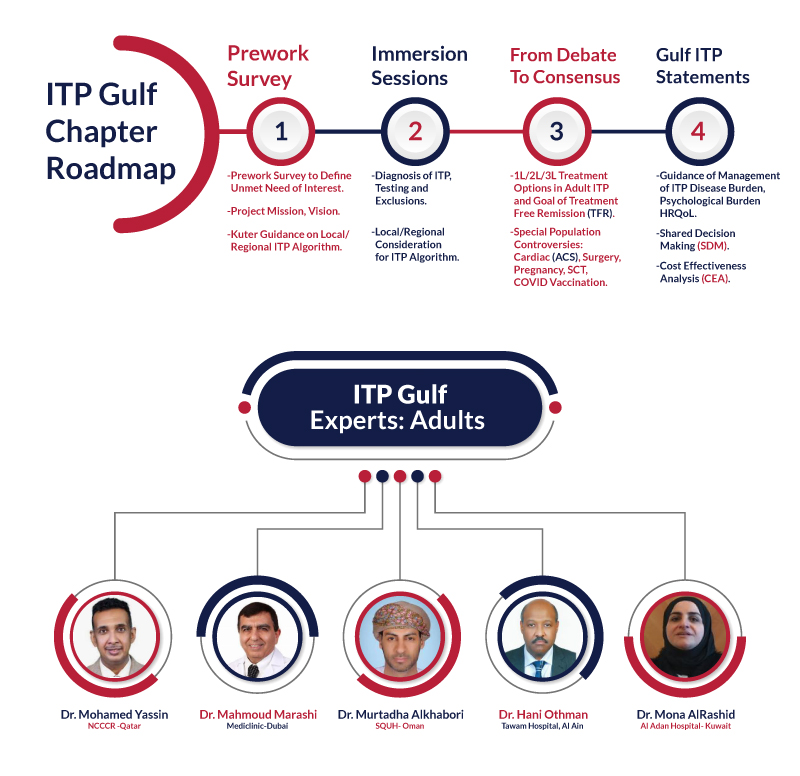 ITP Gulf
Chapter
Roadmap
Prework
Survey
1
-Prework Survey to Define
Unmet Need of Interest.
-Project Mission, Vision.
-Kuter Guidance on Local/
Regional ITP Algorithm.
Immersion
Sessions
2
-Diagnosis of ITP,
Testing and
Exclusions.
-Local/Regional
Consideration
for ITP Algorithm.
From Debate
To Consensus
3
-1L/2L/3L Treatment
Options in Adult ITP
and Goal of Treatment
Free Remission (TFR).
-Special Population
Controversies:
Cardiac (ACS), Surgery,
Pregnancy, SCT,
COVID Vaccination.
Gulf ITP
Statements
4
-Guidance of Management
of ITP Disease Burden,
Psychological Burden
HRQoL.
-Shared Decision
Making (SDM).
-Cost Effectiveness
Analysis (CEA).
ITP Gulf
Experts: Adults
Dr. Mohamed Yassin
NCCCR -Qatar
Dr. Mahmoud Marashi
Mediclinic-Dubai
Dr. Murtadha Alkhabori
SQUH- Oman
Dr. Hani Othman
Tawam Hospital, Al Ain
Dr. Mona AlRashid
Al Adan Hospital- Kuwait